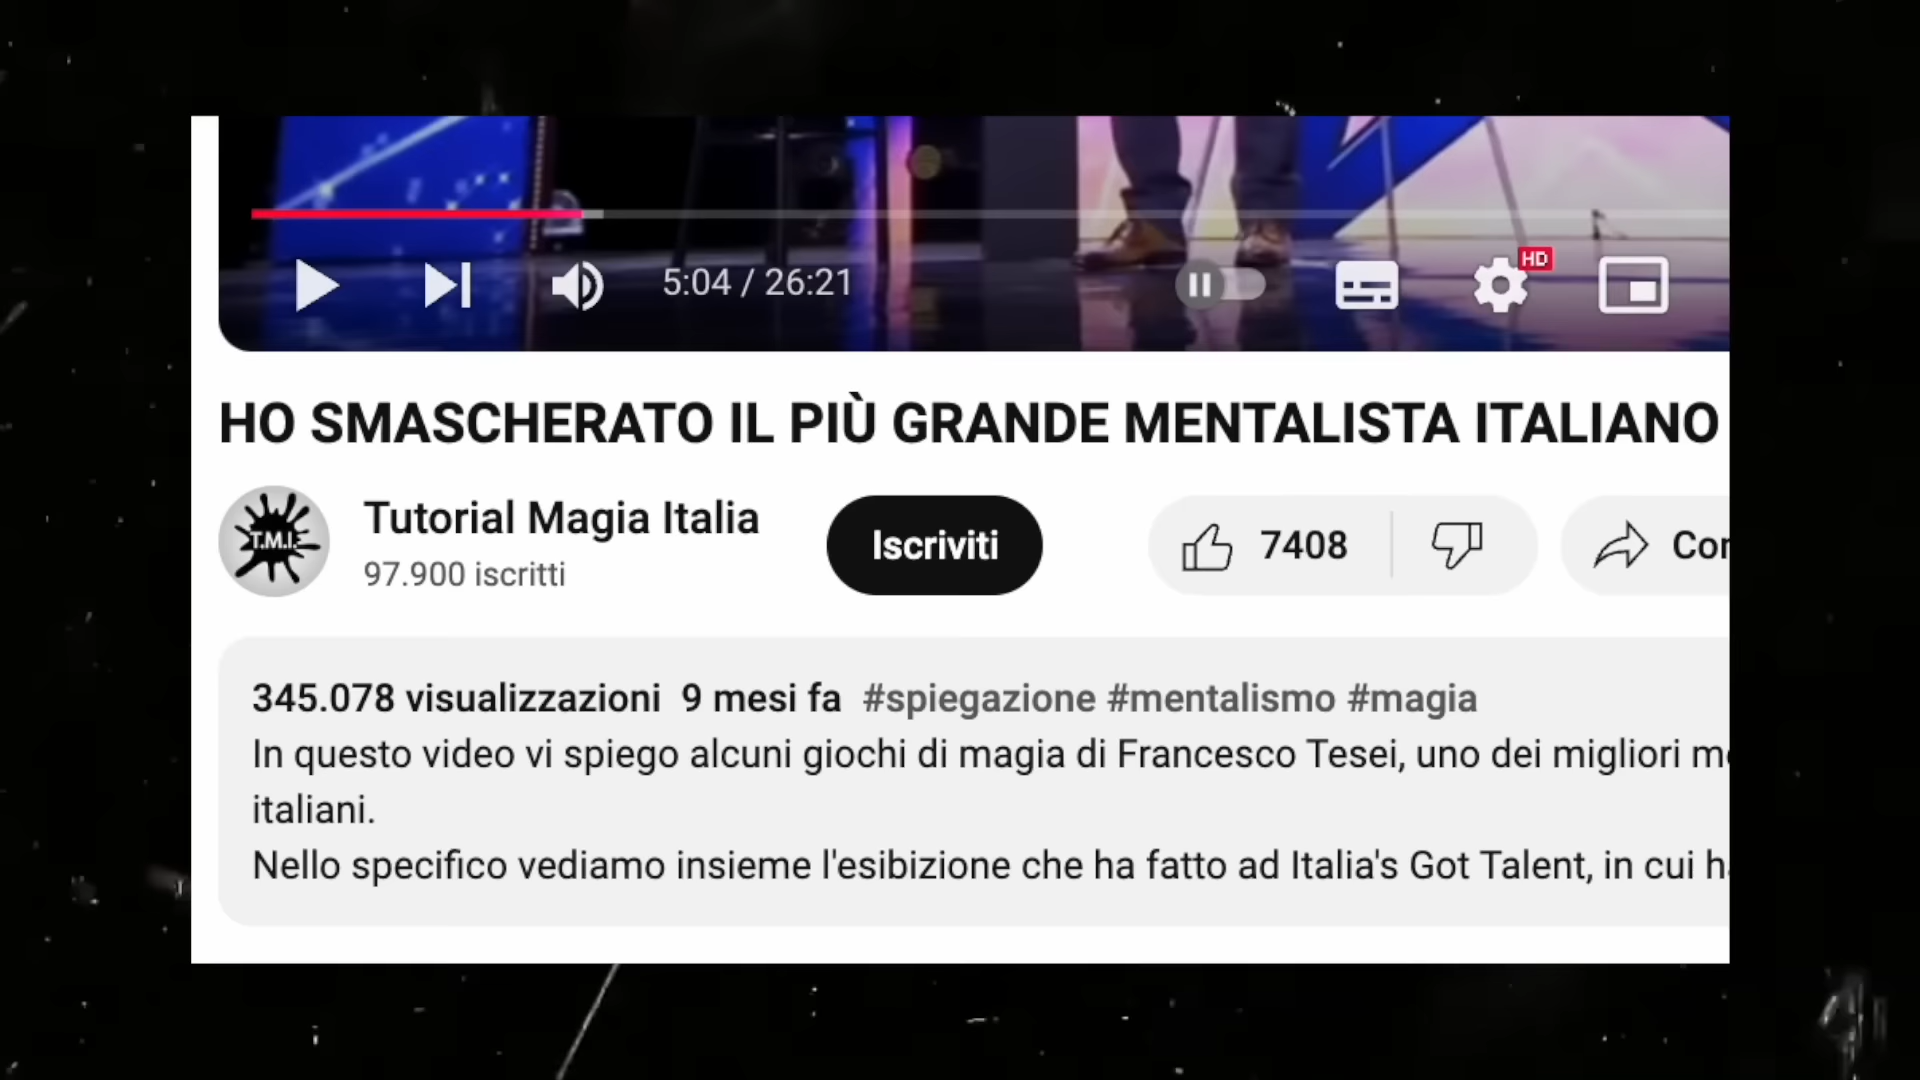 HD
5:04 / 26:21
HO SMASCHERATO IL PIÙ GRANDE MENTALISTA ITALIANO
T.M.I.
Tutorial Magia Italia
97.900 iscritti
Iscriviti
7408
345.078 visualizzazioni 9 mesi fa #spiegazione #mentalismo #magia
In questo video vi spiego alcuni giochi di magia di Francesco Tesei, uno dei migliori
italiani.
Nello specifico vediamo insieme l'esibizione che ha fatto ad Italia's Got Talent, in cui